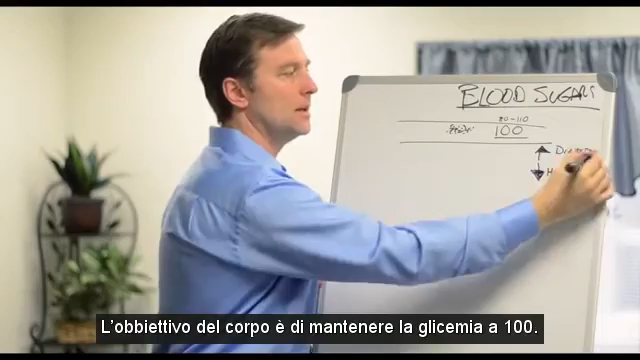 BLOOD SUGARS
80-110
100
L'obbiettivo del corpo è di mantenere la glicemia a 100.